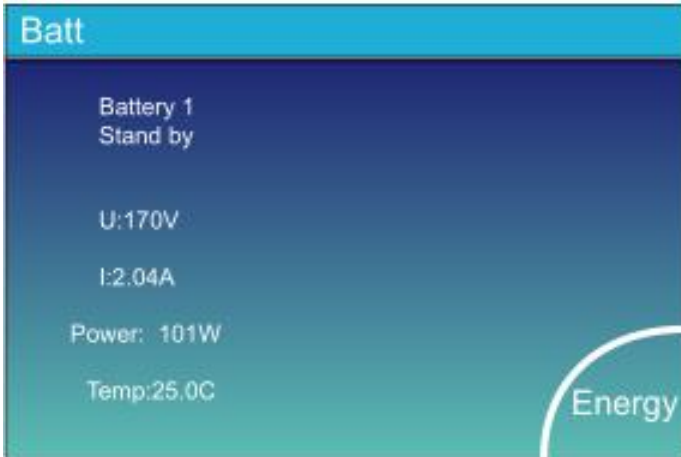 Batt
Battery 1
Stand by
U:170V
I:2.04A
Power: 101W
Temp:25.0C
Energy